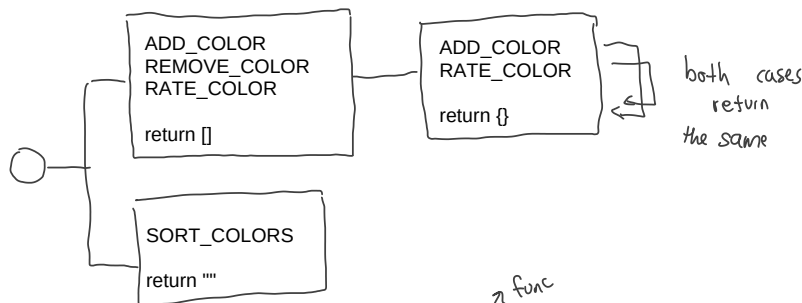 ADD_COLOR
REMOVE_COLOR
RATE_COLOR
return []
ADD_COLOR
RATE_COLOR
return {}
both cases
return
the same
SORT_COLORS
return ""
func